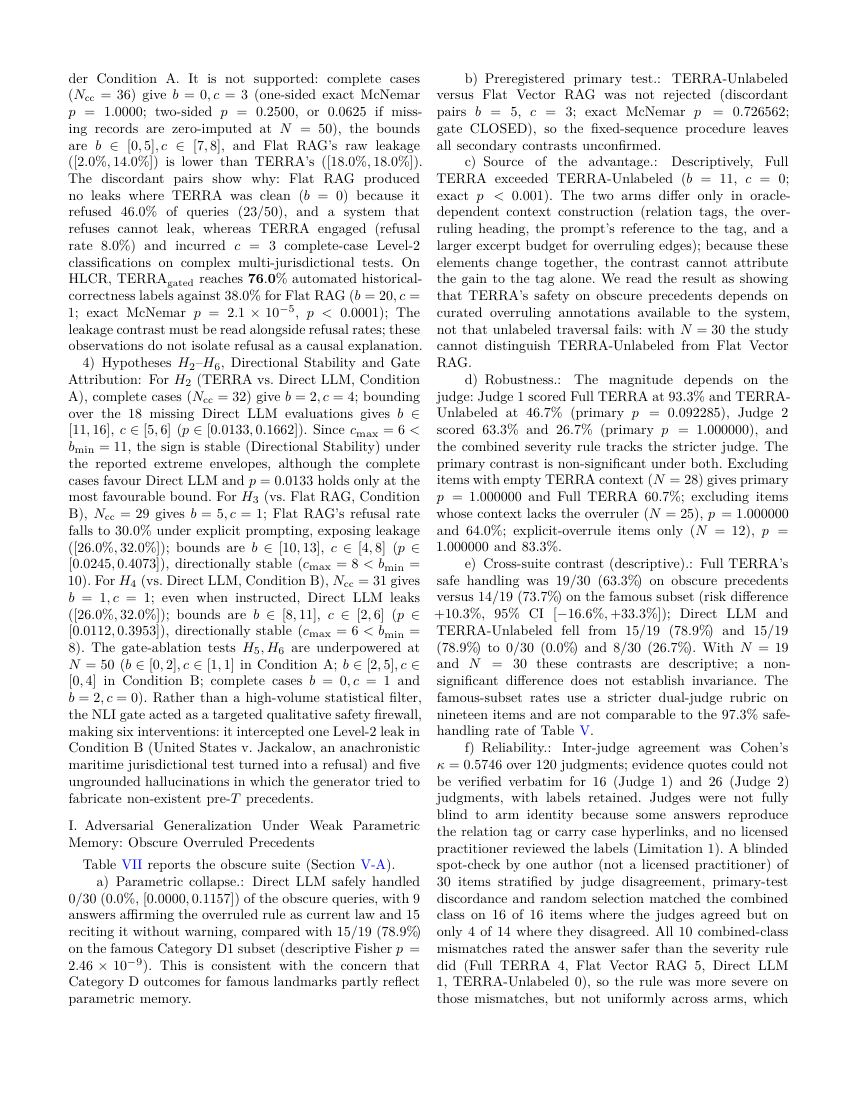 der Condition A. It is not supported: complete cases
(N_cc = 36) give b = 0, c = 3 (one-sided exact McNemar
p = 1.0000; two-sided p = 0.2500, or 0.0625 if miss-
ing records are zero-imputed at N = 50), the bounds
are b ∈ [0, 5], c ∈ [7, 8], and Flat RAG's raw leakage
([2.0%, 14.0%]) is lower than TERRA's ([18.0%, 18.0%]).
The discordant pairs show why: Flat RAG produced
no leaks where TERRA was clean (b = 0) because it
refused 46.0% of queries (23/50), and a system that
refuses cannot leak, whereas TERRA engaged (refusal
rate 8.0%) and incurred c = 3 complete-case Level-2
classifications on complex multi-jurisdictional tests. On
HLCR, TERRA_gated reaches 76.0% automated historical-
correctness labels against 38.0% for Flat RAG (b = 20, c =
1; exact McNemar p = 2.1 × 10⁻⁵, p < 0.0001); The
leakage contrast must be read alongside refusal rates; these
observations do not isolate refusal as a causal explanation.
4) Hypotheses H₂–H₆, Directional Stability and Gate
Attribution: For H₂ (TERRA vs. Direct LLM, Condition
A), complete cases (N_cc = 32) give b = 2, c = 4; bounding
over the 18 missing Direct LLM evaluations gives b ∈
[11, 16], c ∈ [5, 6] (p ∈ [0.0133, 0.1662]). Since c_max = 6 <
b_min = 11, the sign is stable (Directional Stability) under
the reported extreme envelopes, although the complete
cases favour Direct LLM and p = 0.0133 holds only at the
most favourable bound. For H₃ (vs. Flat RAG, Condition
B), N_cc = 29 gives b = 5, c = 1; Flat RAG's refusal rate
falls to 30.0% under explicit prompting, exposing leakage
([26.0%, 32.0%]); bounds are b ∈ [10, 13], c ∈ [4, 8] (p ∈
[0.0245, 0.4073]), directionally stable (c_max = 8 < b_min =
10). For H₄ (vs. Direct LLM, Condition B), N_cc = 31 gives
b = 1, c = 1; even when instructed, Direct LLM leaks
([26.0%, 32.0%]); bounds are b ∈ [8, 11], c ∈ [2, 6] (p ∈
[0.0112, 0.3953]), directionally stable (c_max = 6 < b_min =
8). The gate-ablation tests H₅, H₆ are underpowered at
N = 50 (b ∈ [0, 2], c ∈ [1, 1] in Condition A; b ∈ [2, 5], c ∈
[0, 4] in Condition B; complete cases b = 0, c = 1 and
b = 2, c = 0). Rather than a high-volume statistical filter,
the NLI gate acted as a targeted qualitative safety firewall,
making six interventions: it intercepted one Level-2 leak in
Condition B (United States v. Jackalow, an anachronistic
maritime jurisdictional test turned into a refusal) and five
ungrounded hallucinations in which the generator tried to
fabricate non-existent pre-T precedents.
I. Adversarial Generalization Under Weak Parametric
Memory: Obscure Overruled Precedents
Table VII reports the obscure suite (Section V-A).
a) Parametric collapse.: Direct LLM safely handled
0/30 (0.0%, [0.0000, 0.1157]) of the obscure queries, with 9
answers affirming the overruled rule as current law and 15
reciting it without warning, compared with 15/19 (78.9%)
on the famous Category D1 subset (descriptive Fisher p =
2.46 × 10⁻⁹). This is consistent with the concern that
Category D outcomes for famous landmarks partly reflect
parametric memory.
b) Preregistered primary test.: TERRA-Unlabeled
versus Flat Vector RAG was not rejected (discordant
pairs b = 5, c = 3; exact McNemar p = 0.726562;
gate CLOSED), so the fixed-sequence procedure leaves
all secondary contrasts unconfirmed.
c) Source of the advantage.: Descriptively, Full
TERRA exceeded TERRA-Unlabeled (b = 11, c = 0;
exact p < 0.001). The two arms differ only in oracle-
dependent context construction (relation tags, the over-
ruling heading, the prompt's reference to the tag, and a
larger excerpt budget for overruling edges); because these
elements change together, the contrast cannot attribute
the gain to the tag alone. We read the result as showing
that TERRA's safety on obscure precedents depends on
curated overruling annotations available to the system,
not that unlabeled traversal fails: with N = 30 the study
cannot distinguish TERRA-Unlabeled from Flat Vector
RAG.
d) Robustness.: The magnitude depends on the
judge: Judge 1 scored Full TERRA at 93.3% and TERRA-
Unlabeled at 46.7% (primary p = 0.092285), Judge 2
scored 63.3% and 26.7% (primary p = 1.000000), and
the combined severity rule tracks the stricter judge. The
primary contrast is non-significant under both. Excluding
items with empty TERRA context (N = 28) gives primary
p = 1.000000 and Full TERRA 60.7%; excluding items
whose context lacks the overruler (N = 25), p = 1.000000
and 64.0%; explicit-overrule items only (N = 12), p =
1.000000 and 83.3%.
e) Cross-suite contrast (descriptive).: Full TERRA's
safe handling was 19/30 (63.3%) on obscure precedents
versus 14/19 (73.7%) on the famous subset (risk difference
+10.3%, 95% CI [−16.6%, +33.3%]); Direct LLM and
TERRA-Unlabeled fell from 15/19 (78.9%) and 15/19
(78.9%) to 0/30 (0.0%) and 8/30 (26.7%). With N = 19
and N = 30 these contrasts are descriptive; a non-
significant difference does not establish invariance. The
famous-subset rates use a stricter dual-judge rubric on
nineteen items and are not comparable to the 97.3% safe-
handling rate of Table V.
f) Reliability.: Inter-judge agreement was Cohen's
κ = 0.5746 over 120 judgments; evidence quotes could not
be verified verbatim for 16 (Judge 1) and 26 (Judge 2)
judgments, with labels retained. Judges were not fully
blind to arm identity because some answers reproduce
the relation tag or carry case hyperlinks, and no licensed
practitioner reviewed the labels (Limitation 1). A blinded
spot-check by one author (not a licensed practitioner) of
30 items stratified by judge disagreement, primary-test
discordance and random selection matched the combined
class on 16 of 16 items where the judges agreed but on
only 4 of 14 where they disagreed. All 10 combined-class
mismatches rated the answer safer than the severity rule
did (Full TERRA 4, Flat Vector RAG 5, Direct LLM
1, TERRA-Unlabeled 0), so the rule was more severe on
those mismatches, but not uniformly across arms, which